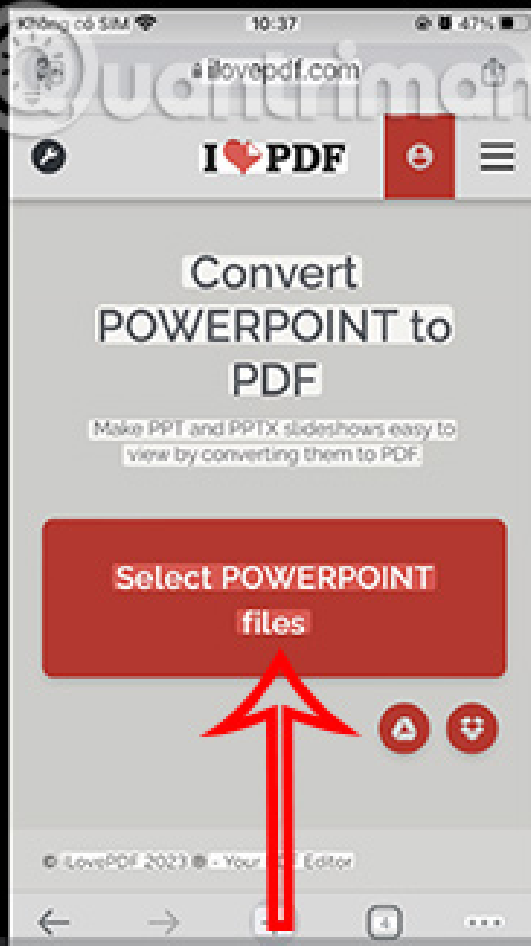 Không có SIM 10:37 47%
ilovepdf.com
Quantriman
I PDF
Convert
POWERPOINT to
PDF
Make PPT and PPTX slideshows easy to
view by converting them to PDF.
Select POWERPOINT
files
© iLovePDF 2023 ® - Your Editor
4